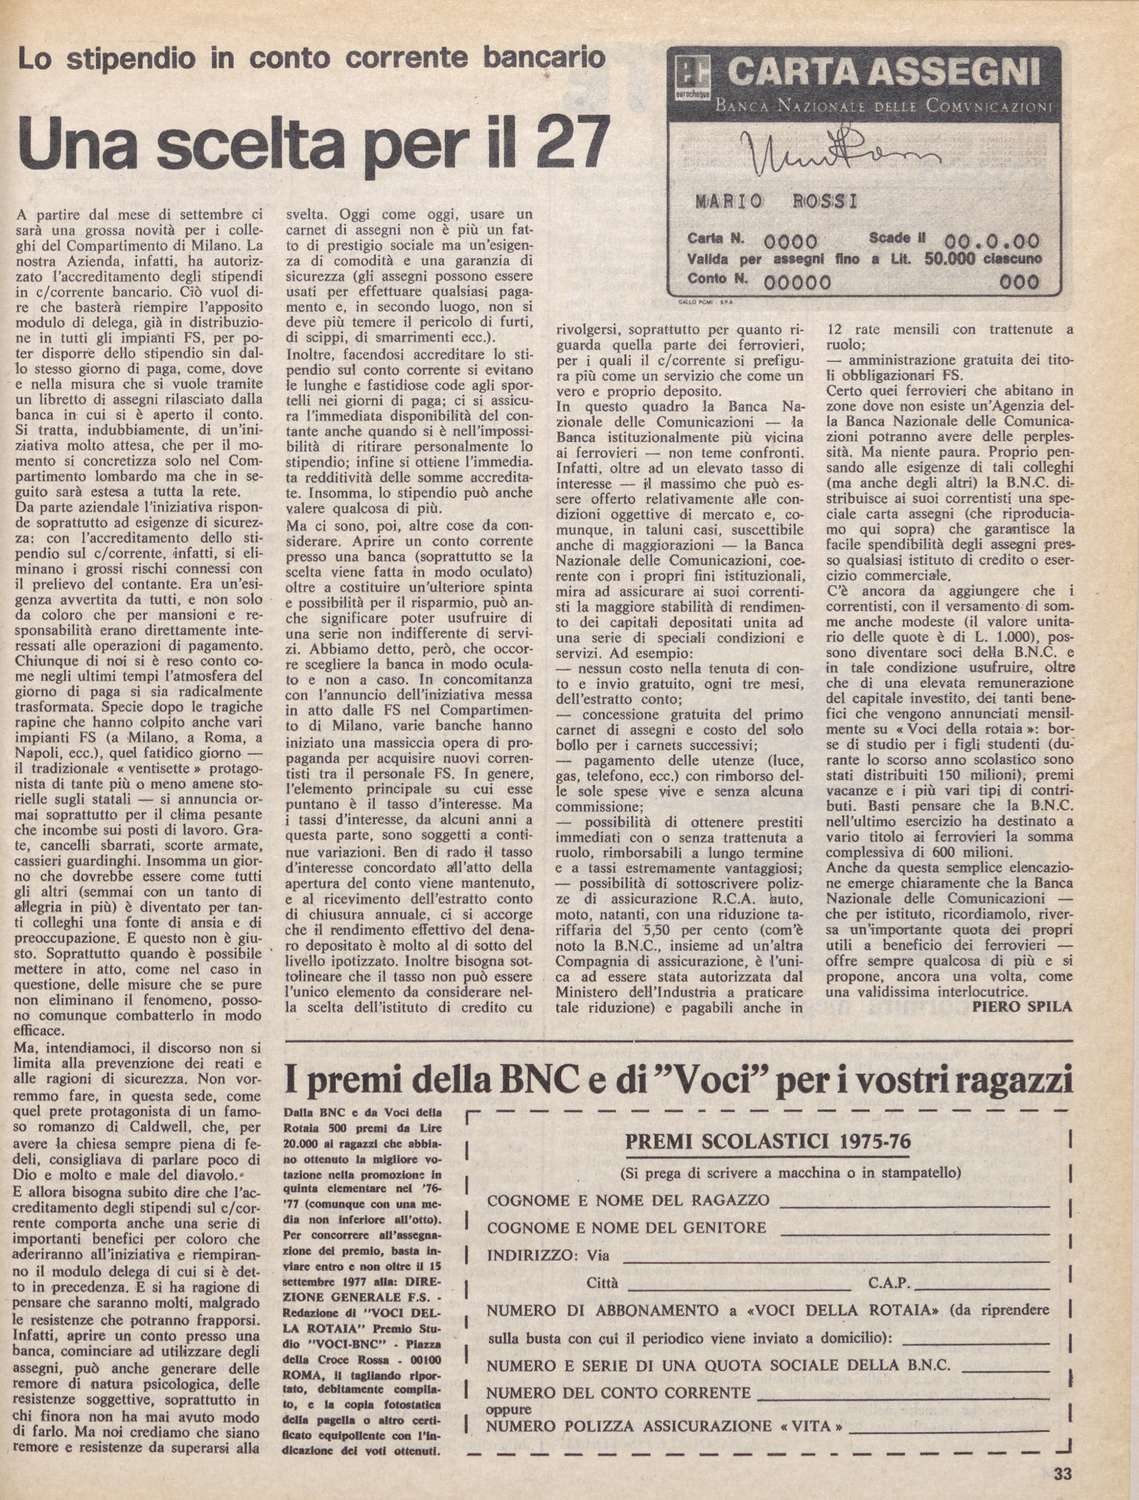 Lo stipendio in conto corrente bancario
Una scelta per il 27
ec
eurocheque
CARTA ASSEGNI
BANCA NAZIONALE DELLE COMVNICAZIONI
MARIO ROSSI
Carta N. 0000 Scade il 00.0.00
Valida per assegni fino a Lit. 50.000 ciascuno
Conto N. 00000 000
A partire dal mese di settembre ci
sarà una grossa novità per i colle-
ghi del Compartimento di Milano. La
nostra Azienda, infatti, ha autoriz-
zato l'accreditamento degli stipendi
in c/corrente bancario. Ciò vuol di-
re che basterà riempire l'apposito
modulo di delega, già in distribuzio-
ne in tutti gli impianti FS, per po-
ter disporre dello stipendio sin dal-
lo stesso giorno di paga, come, dove
e nella misura che si vuole tramite
un libretto di assegni rilasciato dalla
banca in cui si è aperto il conto.
Si tratta, indubbiamente, di un'ini-
ziativa molto attesa, che per il mo-
mento si concretizza solo nel Com-
partimento lombardo ma che in se-
guito sarà estesa a tutta la rete.
Da parte aziendale l'iniziativa rispon-
de soprattutto ad esigenze di sicurez-
za: con l'accreditamento dello sti-
pendio sul c/corrente, infatti, si eli-
minano i grossi rischi connessi con
il prelievo del contante. Era un'esi-
genza avvertita da tutti, e non solo
da coloro che per mansioni e re-
sponsabilità erano direttamente inte-
ressati alle operazioni di pagamento.
Chiunque di noi si è reso conto co-
me negli ultimi tempi l'atmosfera del
giorno di paga si sia radicalmente
trasformata. Specie dopo le tragiche
rapine che hanno colpito anche vari
impianti FS (a Milano, a Roma, a
Napoli, ecc.), quel fatidico giorno —
il tradizionale « ventisette » protago-
nista di tante più o meno amene sto-
rielle sugli statali — si annuncia or-
mai soprattutto per il clima pesante
che incombe sui posti di lavoro. Gra-
te, cancelli sbarrati, scorte armate,
cassieri guardinghi. Insomma un gior-
no che dovrebbe essere come tutti
gli altri (semmai con un tanto di
allegria in più) è diventato per tan-
ti colleghi una fonte di ansia e di
preoccupazione. E questo non è giu-
sto. Soprattutto quando è possibile
mettere in atto, come nel caso in
questione, delle misure che se pure
non eliminano il fenomeno, posso-
no comunque combatterlo in modo
efficace.
Ma, intendiamoci, il discorso non si
limita alla prevenzione dei reati e
alle ragioni di sicurezza. Non vor-
remmo fare, in questa sede, come
quel prete protagonista di un famo-
so romanzo di Caldwell, che, per
avere la chiesa sempre piena di fe-
deli, consigliava di parlare poco di
Dio e molto e male del diavolo.
E allora bisogna subito dire che l'ac-
creditamento degli stipendi sul c/cor-
rente comporta anche una serie di
importanti benefici per coloro che
aderiranno all'iniziativa e riempiran-
no il modulo delega di cui si è det-
to in precedenza. E si ha ragione di
pensare che saranno molti, malgrado
le resistenze che potranno frapporsi.
Infatti, aprire un conto presso una
banca, cominciare ad utilizzare degli
assegni, può anche generare delle
remore di natura psicologica, delle
resistenze soggettive, soprattutto in
chi finora non ha mai avuto modo
di farlo. Ma noi crediamo che siano
remore e resistenze da superarsi alla
svelta. Oggi come oggi, usare un
carnet di assegni non è più un fat-
to di prestigio sociale ma un'esigen-
za di comodità e una garanzia di
sicurezza (gli assegni possono essere
usati per effettuare qualsiasi paga-
mento e, in secondo luogo, non si
deve più temere il pericolo di furti,
di scippi, di smarrimenti ecc.).
Inoltre, facendosi accreditare lo sti-
pendio sul conto corrente si evitano
le lunghe e fastidiose code agli spor-
telli nei giorni di paga; ci si assicu-
ra l'immediata disponibilità del con-
tante anche quando si è nell'impossi-
bilità di ritirare personalmente lo
stipendio; infine si ottiene l'immedia-
ta redditività delle somme accredita-
te. Insomma, lo stipendio può anche
valere qualcosa di più.
Ma ci sono, poi, altre cose da con-
siderare. Aprire un conto corrente
presso una banca (soprattutto se la
scelta viene fatta in modo oculato)
oltre a costituire un'ulteriore spinta
e possibilità per il risparmio, può an-
che significare poter usufruire di
una serie non indifferente di servi-
zi. Abbiamo detto, però, che occor-
re scegliere la banca in modo ocula-
to e non a caso. In concomitanza
con l'annuncio dell'iniziativa messa
in atto dalle FS nel Compartimen-
to di Milano, varie banche hanno
iniziato una massiccia opera di pro-
paganda per acquisire nuovi corren-
tisti tra il personale FS. In genere,
l'elemento principale su cui esse
puntano è il tasso d'interesse. Ma
i tassi d'interesse, da alcuni anni a
questa parte, sono soggetti a conti-
nue variazioni. Ben di rado il tasso
d'interesse concordato all'atto della
apertura del conto viene mantenuto,
e al ricevimento dell'estratto conto
di chiusura annuale, ci si accorge
che il rendimento effettivo del dena-
ro depositato è molto al di sotto del
livello ipotizzato. Inoltre bisogna sot-
tolineare che il tasso non può essere
l'unico elemento da considerare nel-
la scelta dell'istituto di credito cu
rivolgersi, soprattutto per quanto ri-
guarda quella parte dei ferrovieri,
per i quali il c/corrente si prefigu-
ra più come un servizio che come un
vero e proprio deposito.
In questo quadro la Banca Na-
zionale delle Comunicazioni — la
Banca istituzionalmente più vicina
ai ferrovieri — non teme confronti.
Infatti, oltre ad un elevato tasso di
interesse — il massimo che può es-
sere offerto relativamente alle con-
dizioni oggettive di mercato e, co-
munque, in taluni casi, suscettibile
anche di maggiorazioni — la Banca
Nazionale delle Comunicazioni, coe-
rente con i propri fini istituzionali,
mira ad assicurare ai suoi correnti-
sti la maggiore stabilità di rendimen-
to dei capitali depositati unita ad
una serie di speciali condizioni e
servizi. Ad esempio:
— nessun costo nella tenuta di con-
to e invio gratuito, ogni tre mesi,
dell'estratto conto;
— concessione gratuita del primo
carnet di assegni e costo del solo
bollo per i carnets successivi;
— pagamento delle utenze (luce,
gas, telefono, ecc.) con rimborso del-
le sole spese vive e senza alcuna
commissione;
— possibilità di ottenere prestiti
immediati con o senza trattenuta a
ruolo, rimborsabili a lungo termine
e a tassi estremamente vantaggiosi;
— possibilità di sottoscrivere poliz-
ze di assicurazione R.C.A. auto,
moto, natanti, con una riduzione ta-
riffaria del 5,50 per cento (com'è
noto la B.N.C., insieme ad un'altra
Compagnia di assicurazione, è l'uni-
ca ad essere stata autorizzata dal
Ministero dell'Industria a praticare
tale riduzione) e pagabili anche in
12 rate mensili con trattenute a
ruolo;
— amministrazione gratuita dei tito-
li obbligazionari FS.
Certo quei ferrovieri che abitano in
zone dove non esiste un'Agenzia del-
la Banca Nazionale delle Comunica-
zioni potranno avere delle perples-
sità. Ma niente paura. Proprio pen-
sando alle esigenze di tali colleghi
(ma anche degli altri) la B.N.C. di-
stribuisce ai suoi correntisti una spe-
ciale carta assegni (che riproducia-
mo qui sopra) che garantisce la
facile spendibilità degli assegni pres-
so qualsiasi istituto di credito o eser-
cizio commerciale.
C'è ancora da aggiungere che i
correntisti, con il versamento di som-
me anche modeste (il valore unita-
rio delle quote è di L. 1.000), pos-
sono diventare soci della B.N.C. e
in tale condizione usufruire, oltre
che di una elevata remunerazione
del capitale investito, dei tanti bene-
fici che vengono annunciati mensil-
mente su « Voci della rotaia »: bor-
se di studio per i figli studenti (du-
rante lo scorso anno scolastico sono
stati distribuiti 150 milioni), premi
vacanze e i più vari tipi di contri-
buti. Basti pensare che la B.N.C.
nell'ultimo esercizio ha destinato a
vario titolo ai ferrovieri la somma
complessiva di 600 milioni.
Anche da questa semplice elencazio-
ne emerge chiaramente che la Banca
Nazionale delle Comunicazioni —
che per istituto, ricordiamolo, river-
sa un'importante quota dei propri
utili a beneficio dei ferrovieri —
offre sempre qualcosa di più e si
propone, ancora una volta, come
una validissima interlocutrice.
PIERO SPILA
I premi della BNC e di "Voci" per i vostri ragazzi
Dalla BNC e da Voci della
Rotaia 500 premi da Lire
20.000 ai ragazzi che abbia-
no ottenuto la migliore vo-
tazione nella promozione in
quinta elementare nel '76-
'77 (comunque con una me-
dia non inferiore all'otto).
Per concorrere all'assegna-
zione del premio, basta in-
viare entro e non oltre il 15
settembre 1977 alla: DIRE-
ZIONE GENERALE F.S. -
Redazione di "VOCI DEL-
LA ROTAIA" Premio Stu-
dio "VOCI-BNC" - Piazza
della Croce Rossa - 00100
ROMA, il tagliando ripor-
tato, debitamente compila-
to, e la copia fotostatica
della pagella o altro certi-
ficato equipollente con l'in-
dicazione dei voti ottenuti.
PREMI SCOLASTICI 1975-76
(Si prega di scrivere a macchina o in stampatello)
COGNOME E NOME DEL RAGAZZO
COGNOME E NOME DEL GENITORE
INDIRIZZO: Via
Città C.A.P.
NUMERO DI ABBONAMENTO a «VOCI DELLA ROTAIA» (da riprendere
sulla busta con cui il periodico viene inviato a domicilio):
NUMERO E SERIE DI UNA QUOTA SOCIALE DELLA B.N.C.
NUMERO DEL CONTO CORRENTE
oppure
NUMERO POLIZZA ASSICURAZIONE «VITA»
33